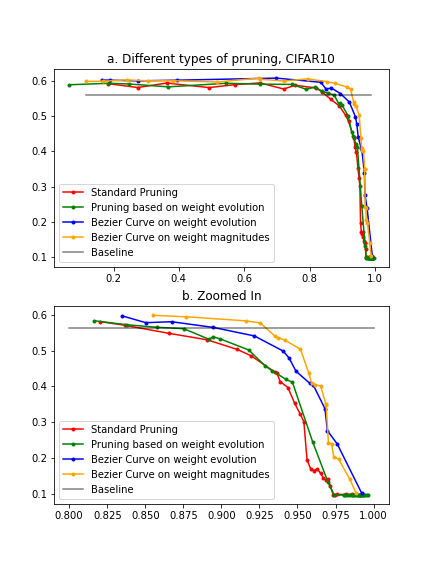 a. Different types of pruning, CIFAR10
0.6
0.5
0.4
0.3
0.2
0.1
Standard Pruning
Pruning based on weight evolution
Bezier Curve on weight evolution
Bezier Curve on weight magnitudes
Baseline
0.2 0.4 0.6 0.8 1.0
b. Zoomed In
0.6
0.5
0.4
0.3
0.2
0.1
Standard Pruning
Pruning based on weight evolution
Bezier Curve on weight evolution
Bezier Curve on weight magnitudes
Baseline
0.800 0.825 0.850 0.875 0.900 0.925 0.950 0.975 1.000